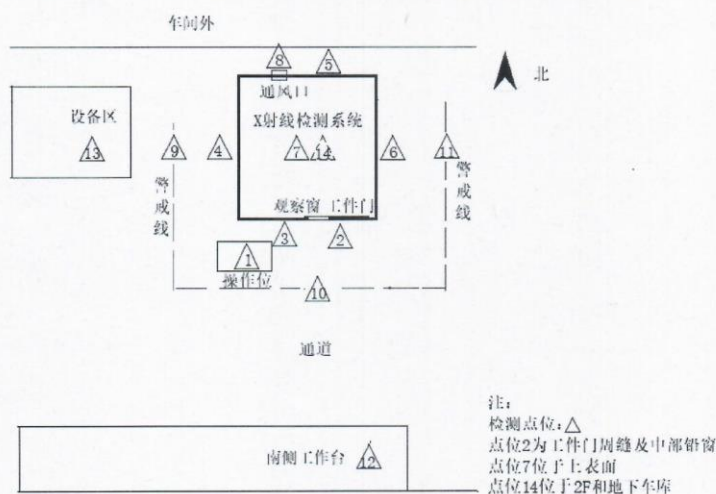 车间外
8
5
北
通风口
设备区
X射线检测系统
13
9
4
7
14
6
11
警戒线
警戒线
观察窗 工件门
3
2
1
操作位
10
通道
注:
检测点位:△
点位2为工件门周缝及中部铅窗
南侧工作台
12
点位7位于上表面
点位14位于2F和地下车库